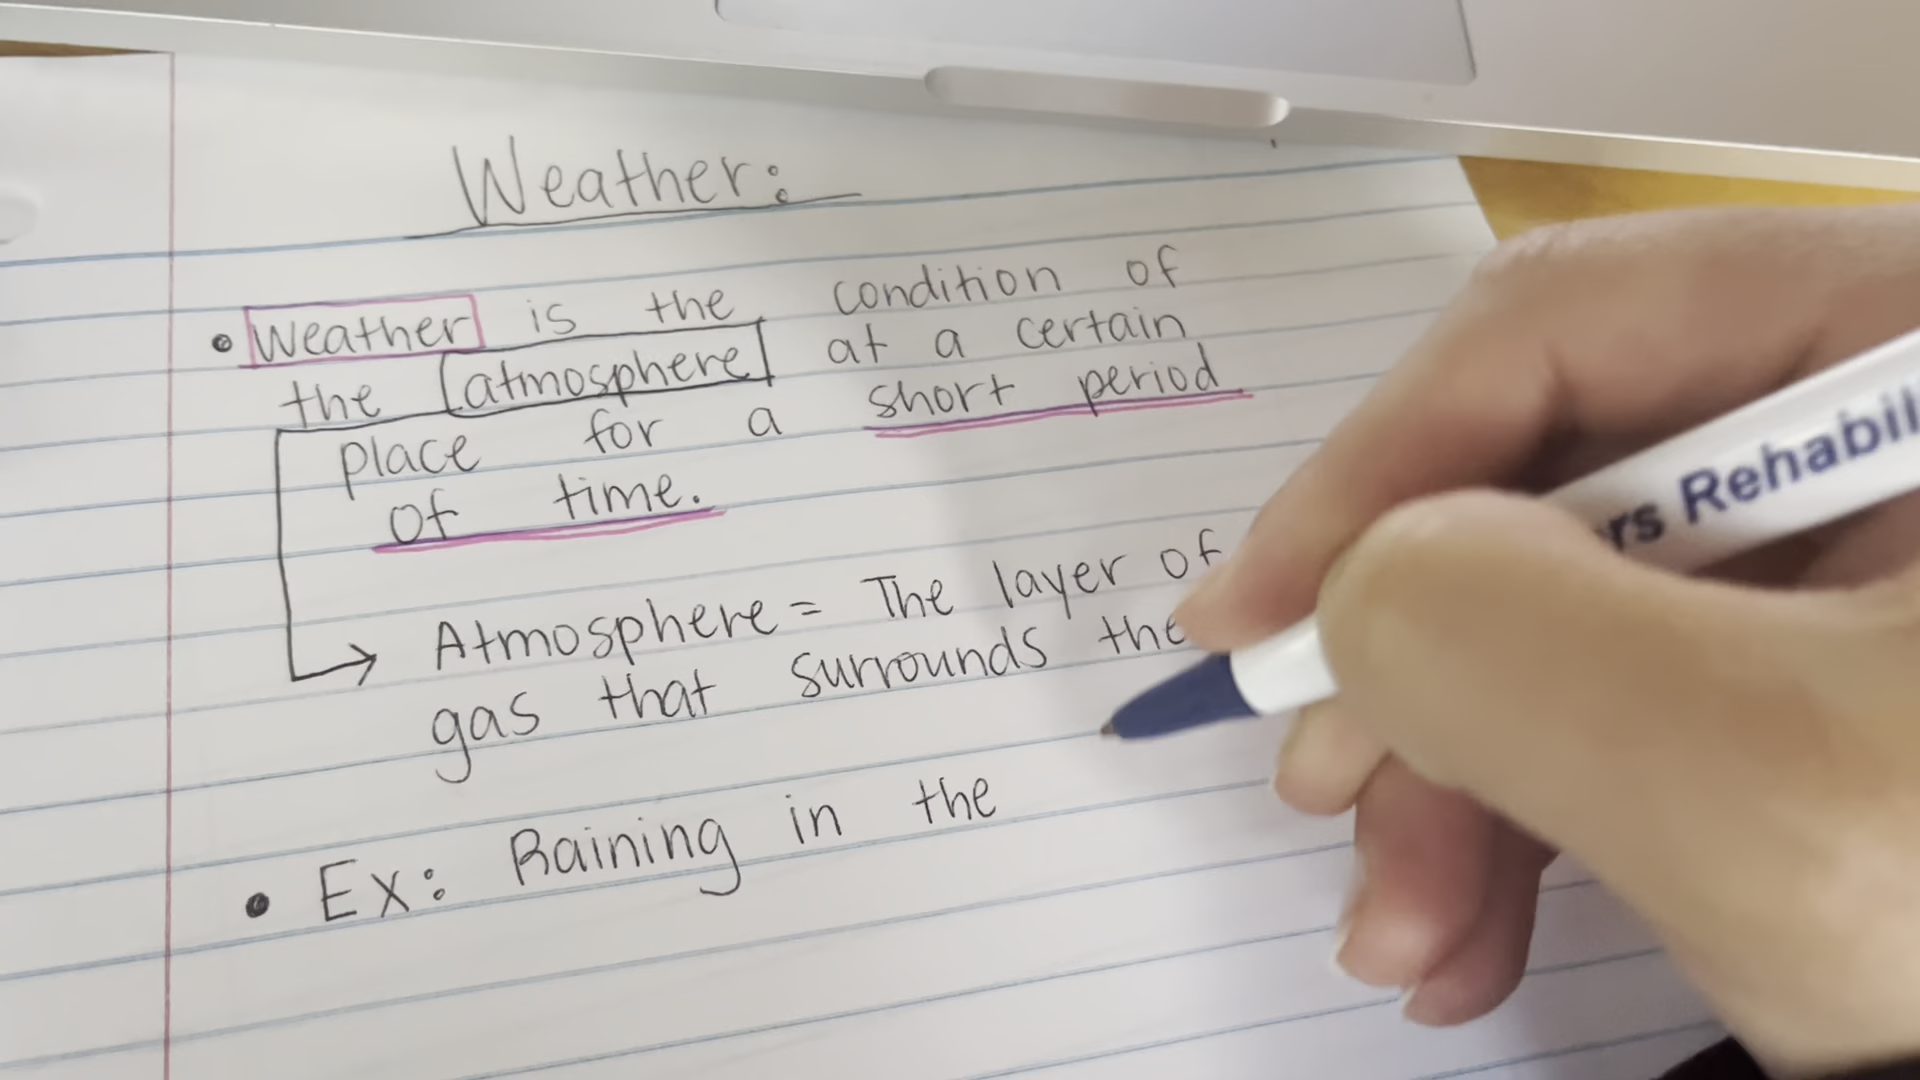 Weather:
• Weather is the condition of
the atmosphere at a certain
place for a short period
of time.
Atmosphere = The layer of
gas that surrounds the
• Ex: Raining in the
rs Rehabil